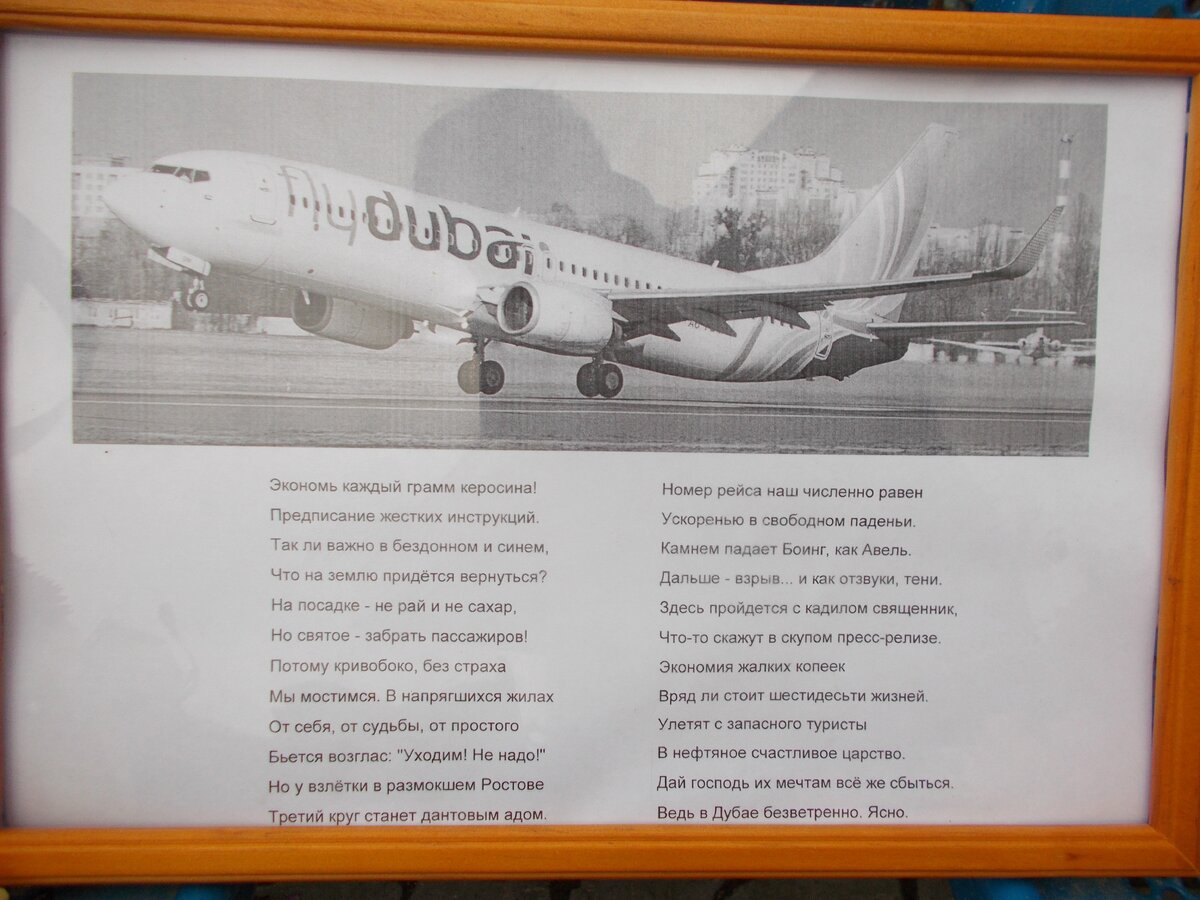 flydubai
Экономь каждый грамм керосина!
Предписание жестких инструкций.
Так ли важно в бездонном и синем,
Что на землю придётся вернуться?
На посадке - не рай и не сахар,
Но святое - забрать пассажиров!
Потому кривобоко, без страха
Мы мостимся. В напрягшихся жилах
От себя, от судьбы, от простого
Бьется возглас: "Уходим! Не надо!"
Но у взлётки в размокшем Ростове
Третий круг станет дантовым адом.
Номер рейса наш численно равен
Ускоренью в свободном паденьи.
Камнем падает Боинг, как Авель.
Дальше - взрыв... и как отзвуки, тени.
Здесь пройдется с кадилом священник,
Что-то скажут в скупом пресс-релизе.
Экономия жалких копеек
Вряд ли стоит шестидесьти жизней.
Улетят с запасного туристы
В нефтяное счастливое царство.
Дай господь их мечтам всё же сбыться.
Ведь в Дубае безветренно. Ясно.